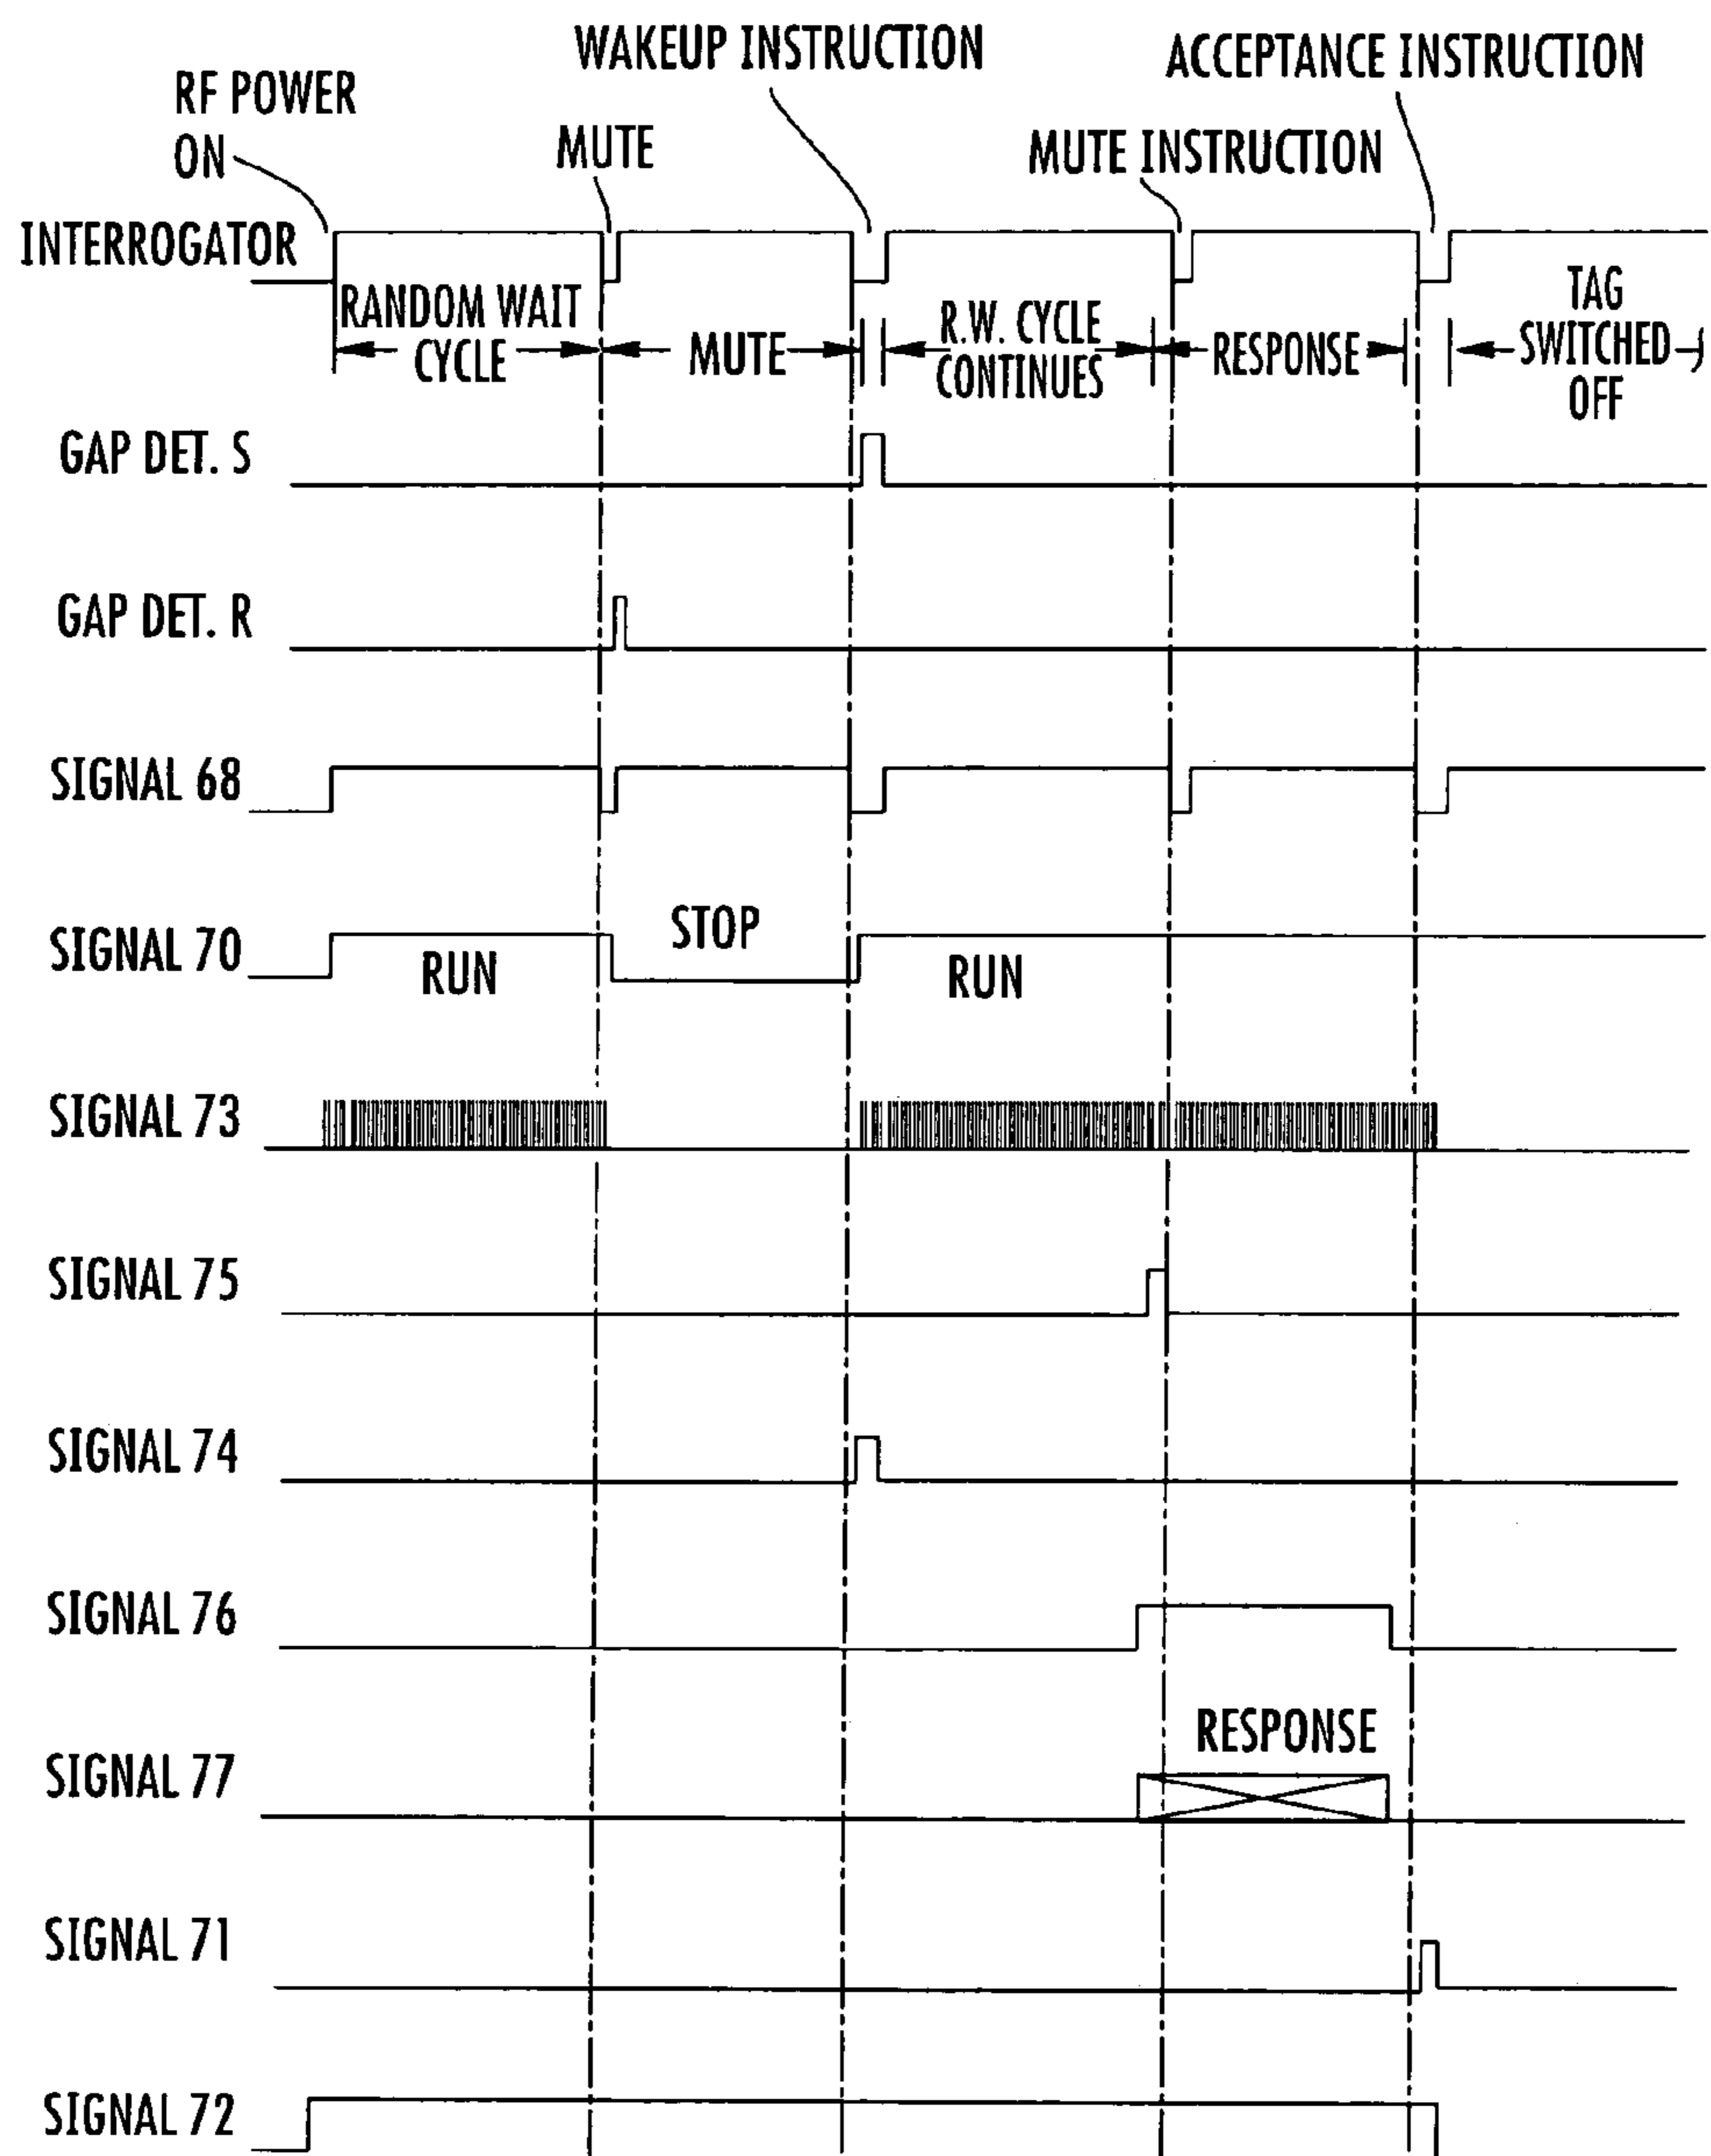 WAKEUP INSTRUCTION
ACCEPTANCE INSTRUCTION
RF POWER
ON
MUTE
MUTE INSTRUCTION
INTERROGATOR
RANDOM WAIT
CYCLE
MUTE
R.W. CYCLE
CONTINUES
RESPONSE
TAG
SWITCHED
OFF
GAP DET. S
GAP DET. R
SIGNAL 68
SIGNAL 70
RUN
STOP
RUN
SIGNAL 73
SIGNAL 75
SIGNAL 74
SIGNAL 76
RESPONSE
SIGNAL 77
SIGNAL 71
SIGNAL 72